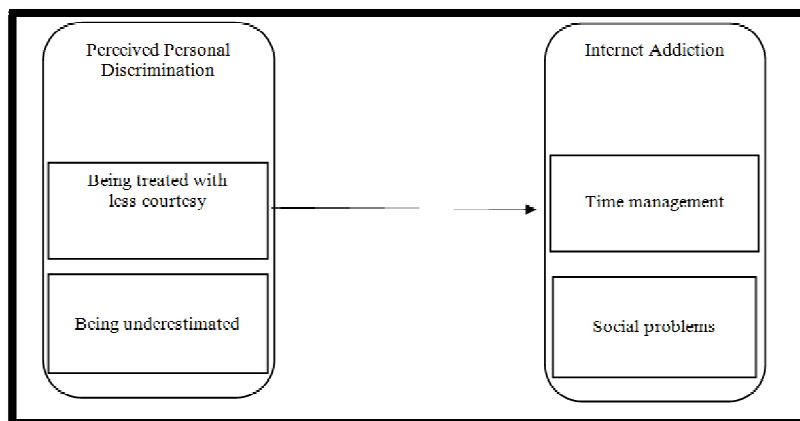 Perceived Personal
Discrimination
Being treated with
less courtesy
Being underestimated
Internet Addiction
Time management
Social problems